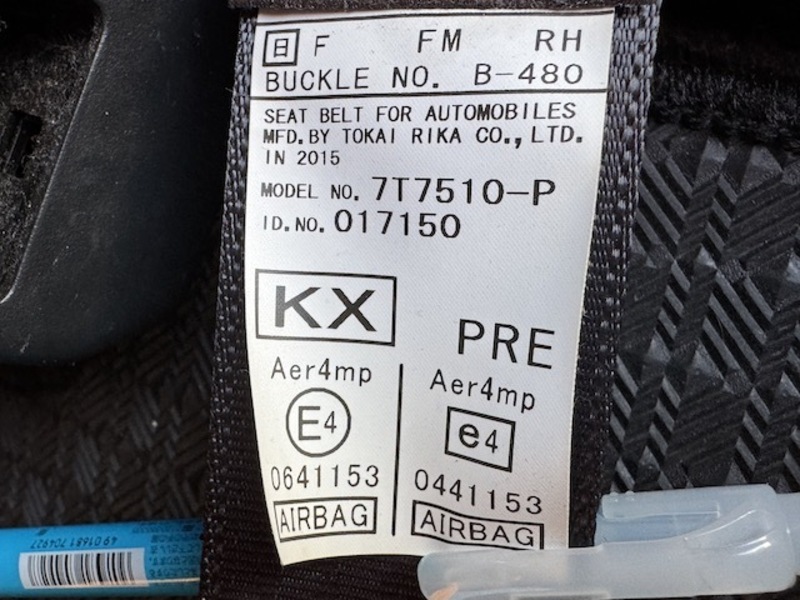 日 F FM RH
BUCKLE NO. B-480
SEAT BELT FOR AUTOMOBILES
MFD.BY TOKAI RIKA CO.,LTD.
IN 2015
MODEL NO. 7T7510-P
ID.NO. 017150
KX
PRE
Aer4mp
E4
0641153
AIRBAG
Aer4mp
e4
0441153
AIRBAG
4901681704927